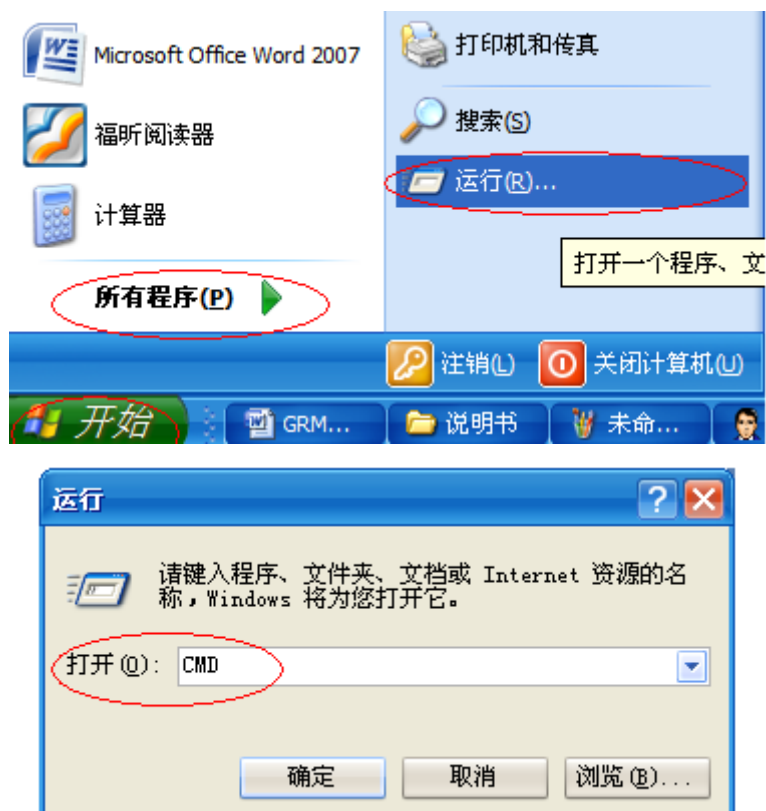 Microsoft Office Word 2007
福昕阅读器
计算器
所有程序(P)
打印机和传真
搜索(S)
运行(R)...
打开一个程序、文
注销(L)
关闭计算机(U)
开始
GRM...
说明书
未命...
运行
请键入程序、文件夹、文档或 Internet 资源的名
称，Windows 将为您打开它。
打开(O): CMD
确定
取消
浏览(B)...